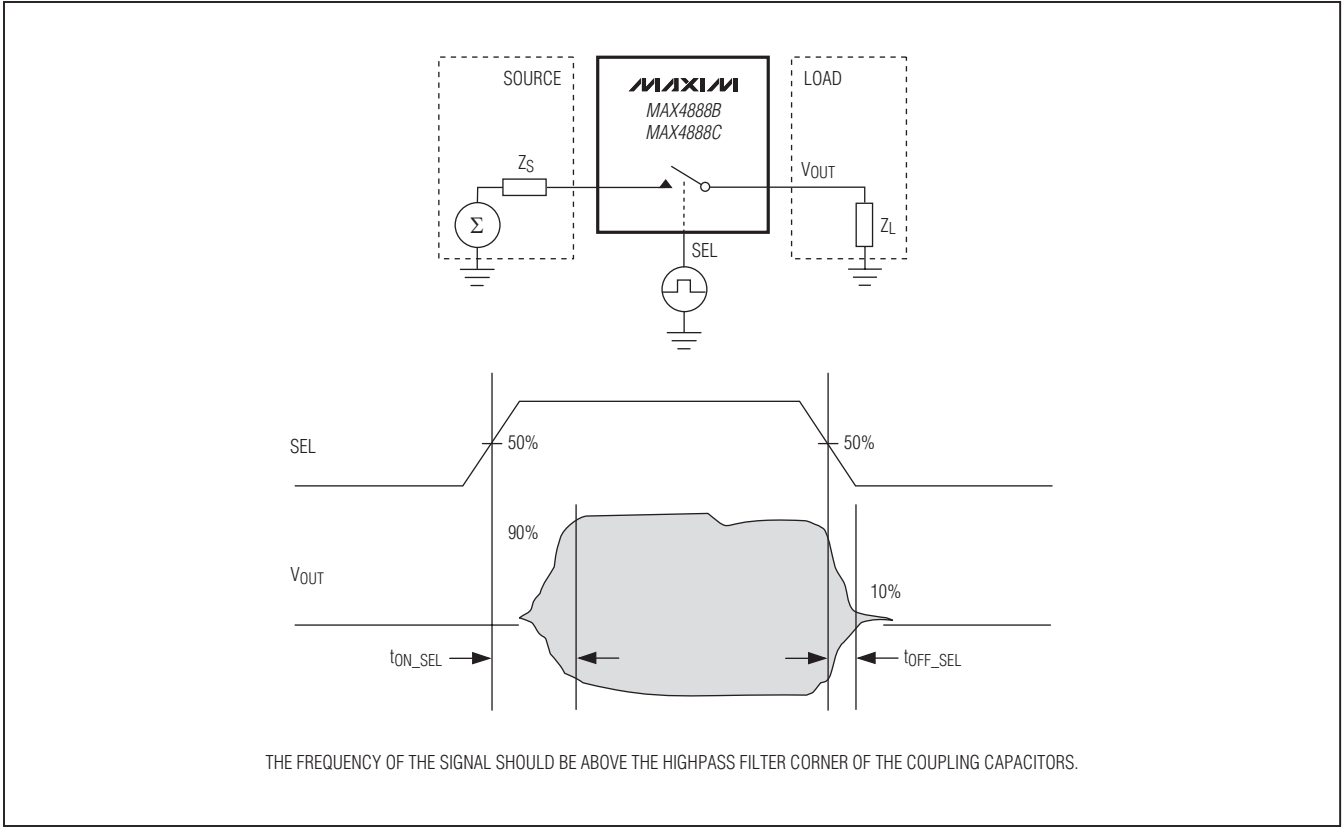 SOURCE
MAXIM
LOAD
MAX4888B
MAX4888C
ZS
VOUT
Σ
ZL
SEL
SEL
50%
50%
90%
VOUT
10%
tON_SEL
tOFF_SEL
THE FREQUENCY OF THE SIGNAL SHOULD BE ABOVE THE HIGHPASS FILTER CORNER OF THE COUPLING CAPACITORS.